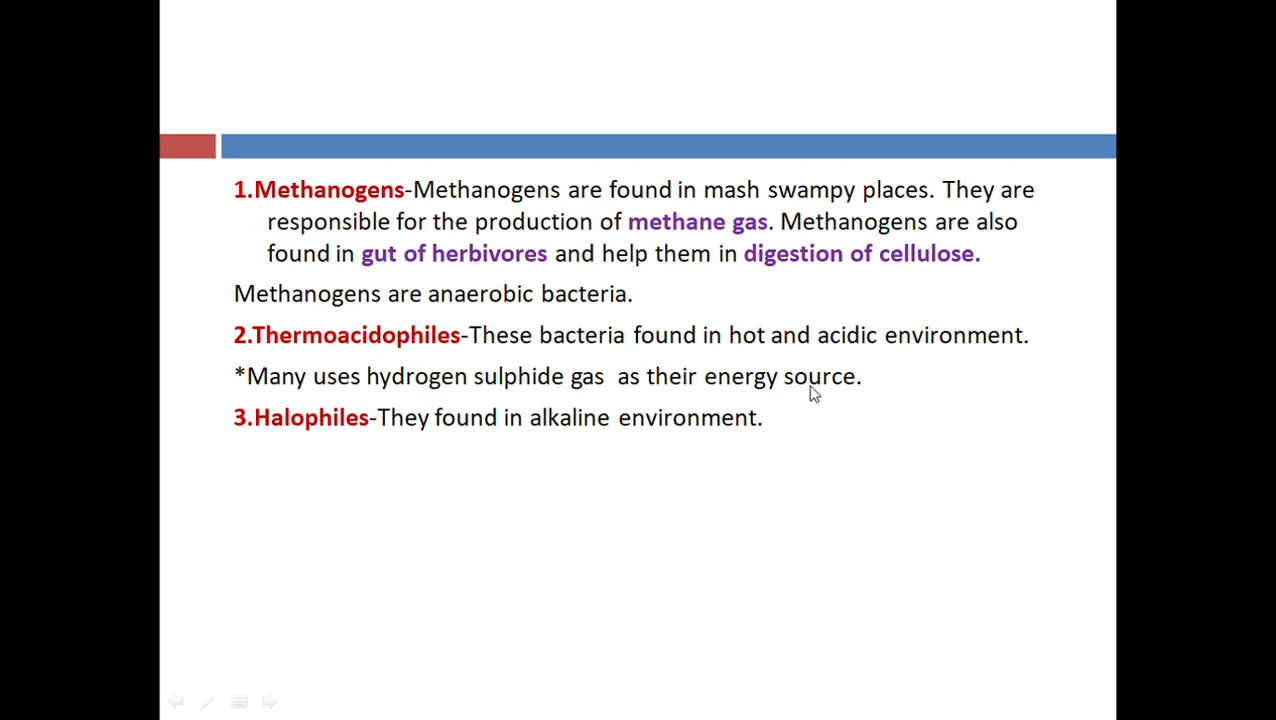 1.Methanogens-Methanogens are found in mash swampy places. They are
responsible for the production of methane gas. Methanogens are also
found in gut of herbivores and help them in digestion of cellulose.
Methanogens are anaerobic bacteria.
2.Thermoacidophiles-These bacteria found in hot and acidic environment.
*Many uses hydrogen sulphide gas  as their energy source.
3.Halophiles-They found in alkaline environment.